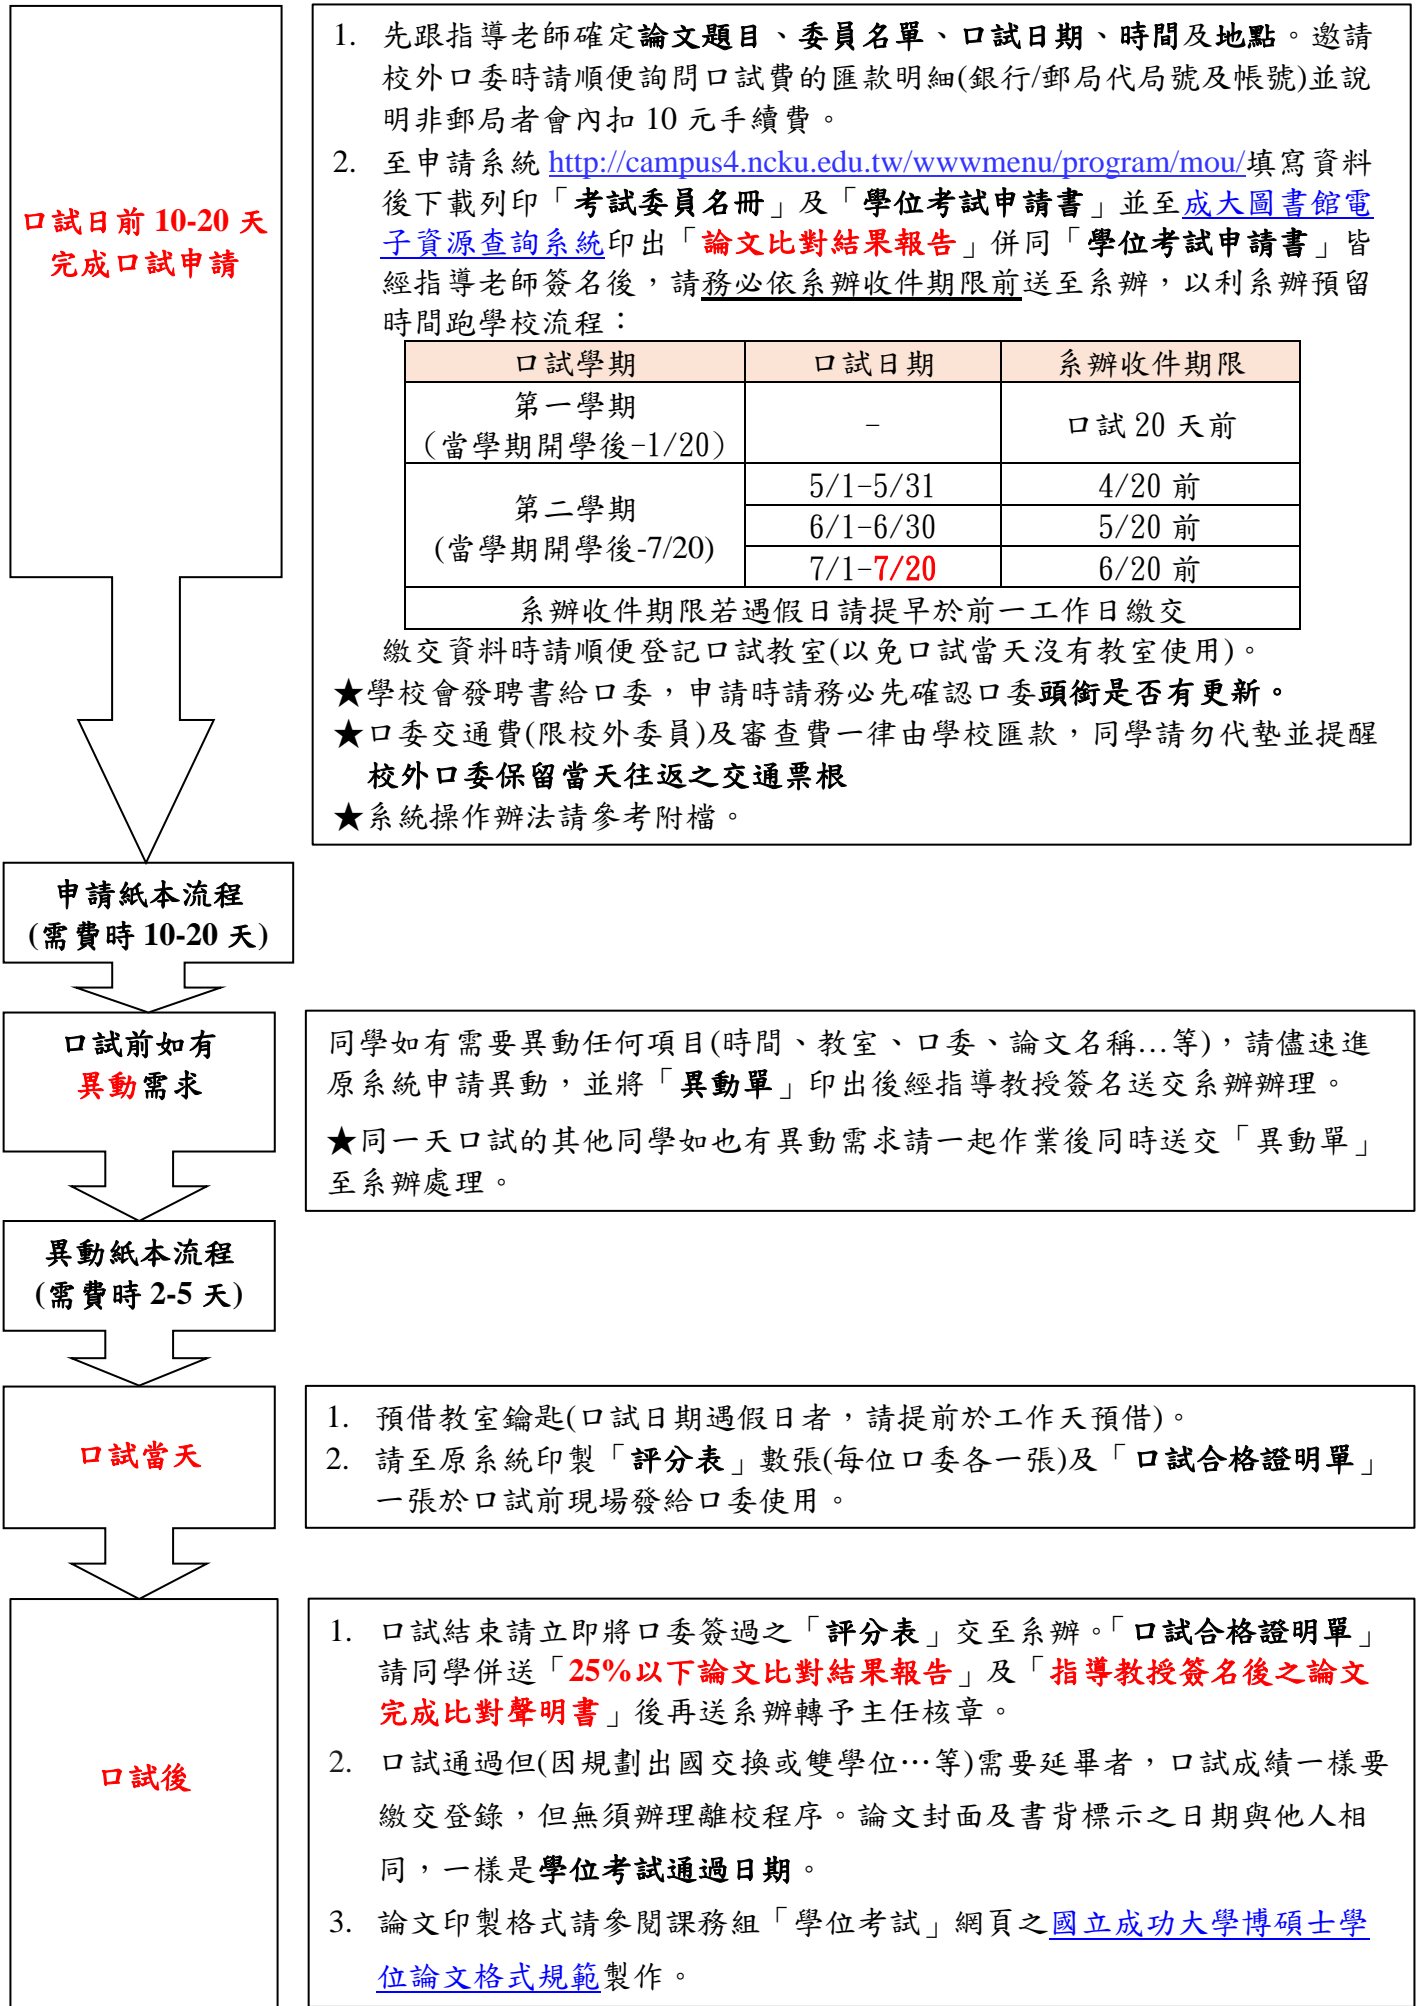 口試日前 10-20 天
完成口試申請
1. 先跟指導老師確定論文題目、委員名單、口試日期、時間及地點。邀請
校外口委時請順便詢問口試費的匯款明細(銀行/郵局代局號及帳號)並說
明非郵局者會內扣 10 元手續費。
2. 至申請系統 http://campus4.ncku.edu.tw/wwwmenu/program/mou/填寫資料
後下載列印「考試委員名冊」及「學位考試申請書」並至成大圖書館電
子資源查詢系統印出「論文比對結果報告」併同「學位考試申請書」皆
經指導老師簽名後，請務必依系辦收件期限前送至系辦，以利系辦預留
時間跑學校流程：
口試學期 口試日期 系辦收件期限
第一學期
(當學期開學後-1/20) - 口試 20 天前
第二學期
(當學期開學後-7/20)
5/1-5/31 4/20 前
6/1-6/30 5/20 前
7/1-7/20 6/20 前
系辦收件期限若遇假日請提早於前一工作日繳交
繳交資料時請順便登記口試教室(以免口試當天沒有教室使用)。
★學校會發聘書給口委，申請時請務必先確認口委頭銜是否有更新。
★口委交通費(限校外委員)及審查費一律由學校匯款，同學請勿代墊並提醒
校外口委保留當天往返之交通票根
★系統操作辦法請參考附檔。
申請紙本流程
(需費時 10-20 天)
口試前如有
異動需求
同學如有需要異動任何項目(時間、教室、口委、論文名稱…等)，請儘速進
原系統申請異動，並將「異動單」印出後經指導教授簽名送交系辦辦理。
★同一天口試的其他同學如也有異動需求請一起作業後同時送交「異動單」
至系辦處理。
異動紙本流程
(需費時 2-5 天)
口試當天
1. 預借教室鑰匙(口試日期遇假日者，請提前於工作天預借)。
2. 請至原系統印製「評分表」數張(每位口委各一張)及「口試合格證明單」
一張於口試前現場發給口委使用。
口試後
1. 口試結束請立即將口委簽過之「評分表」交至系辦。「口試合格證明單」
請同學併送「25%以下論文比對結果報告」及「指導教授簽名後之論文
完成比對聲明書」後再送系辦轉予主任核章。
2. 口試通過但(因規劃出國交換或雙學位…等)需要延畢者，口試成績一樣要
繳交登錄，但無須辦理離校程序。論文封面及書背標示之日期與他人相
同，一樣是學位考試通過日期。
3. 論文印製格式請參閱課務組「學位考試」網頁之國立成功大學博碩士學
位論文格式規範製作。